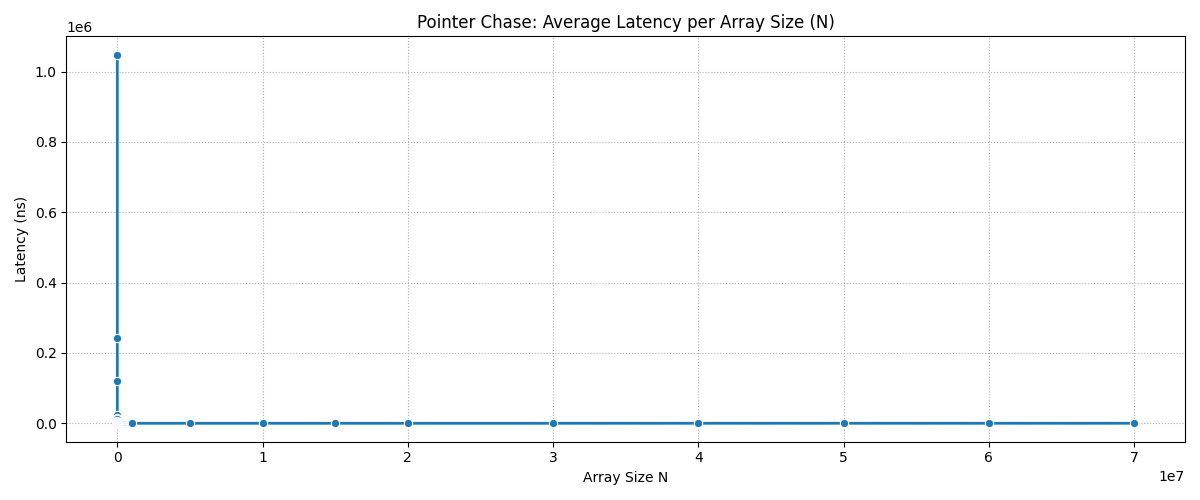 Pointer Chase: Average Latency per Array Size (N)
1e6
1.0
0.8
0.6
0.4
0.2
0.0
Latency (ns)
0 1 2 3 4 5 6 7
1e7
Array Size N